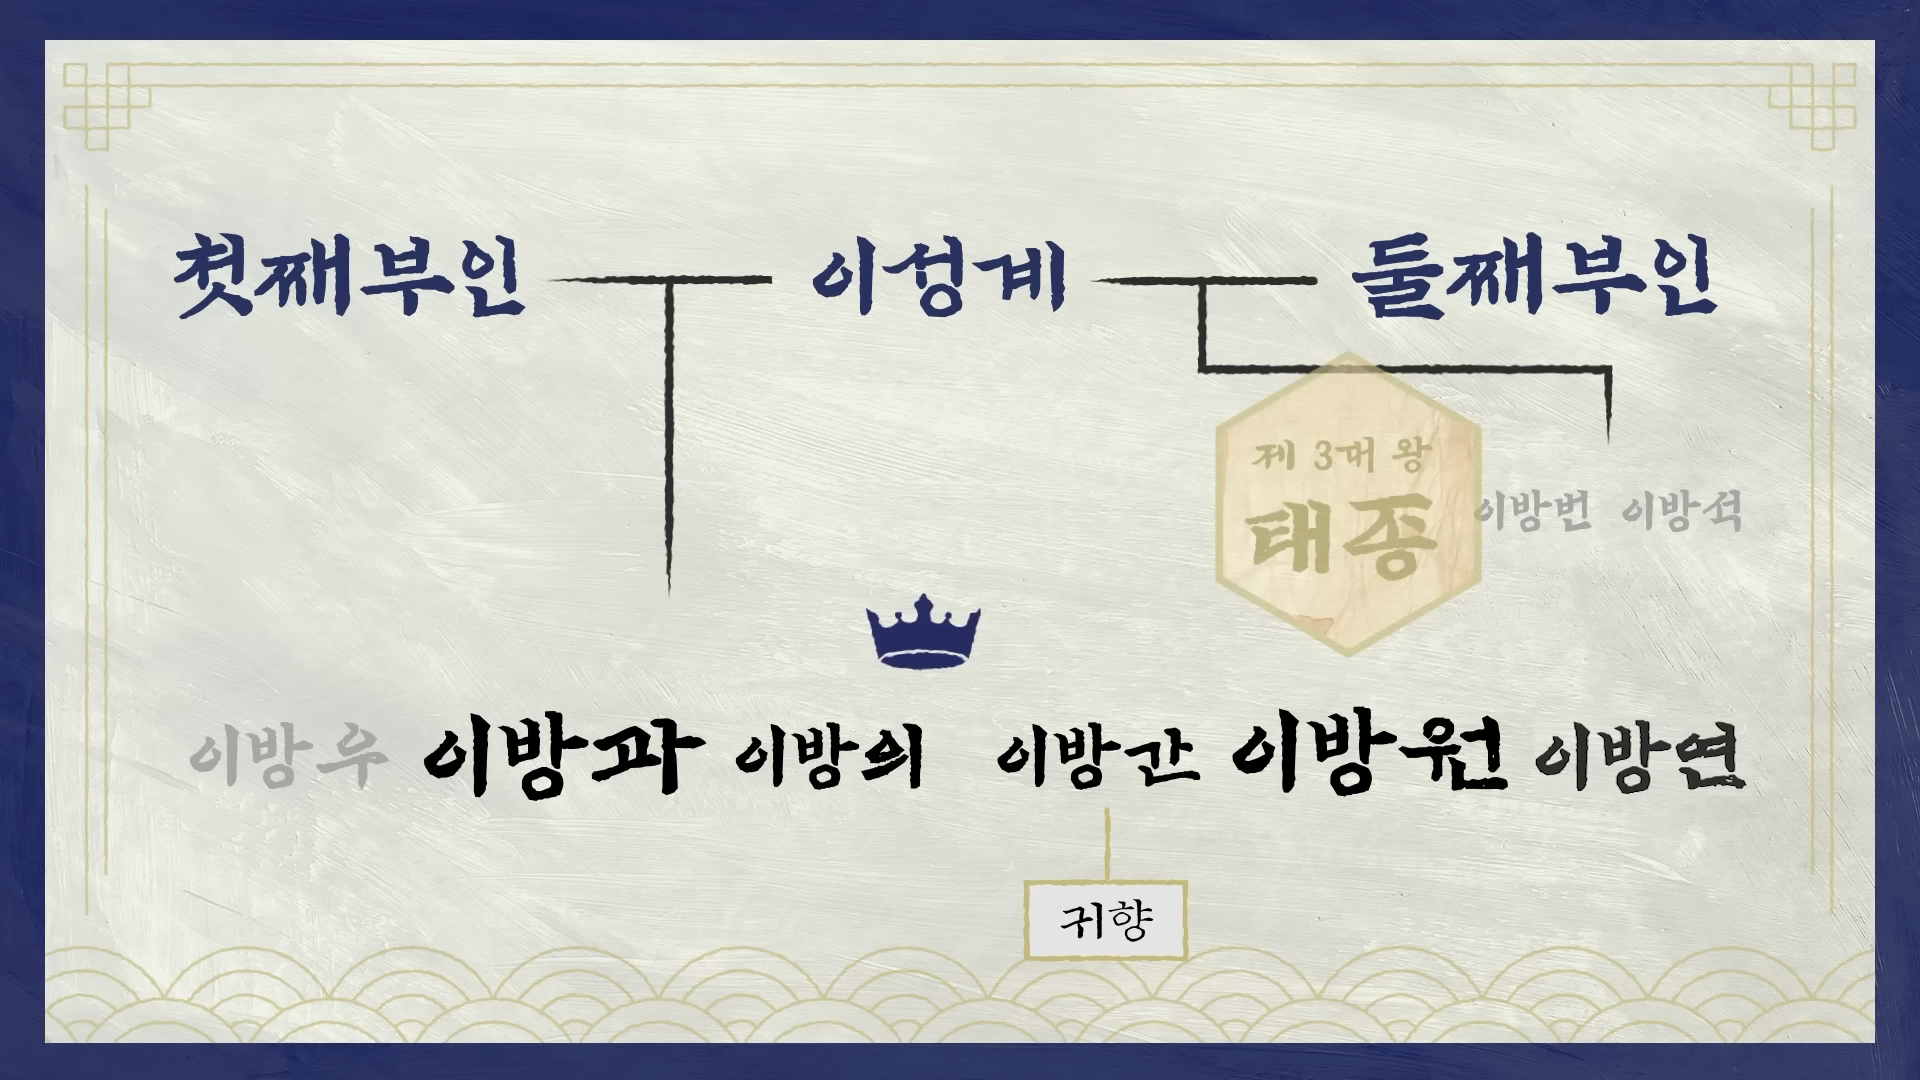 첫째부인 이성계 둘째부인
제 3대 왕
태종
이방번 이방석
이방우 이방과 이방의 이방간 이방원 이방연
귀향